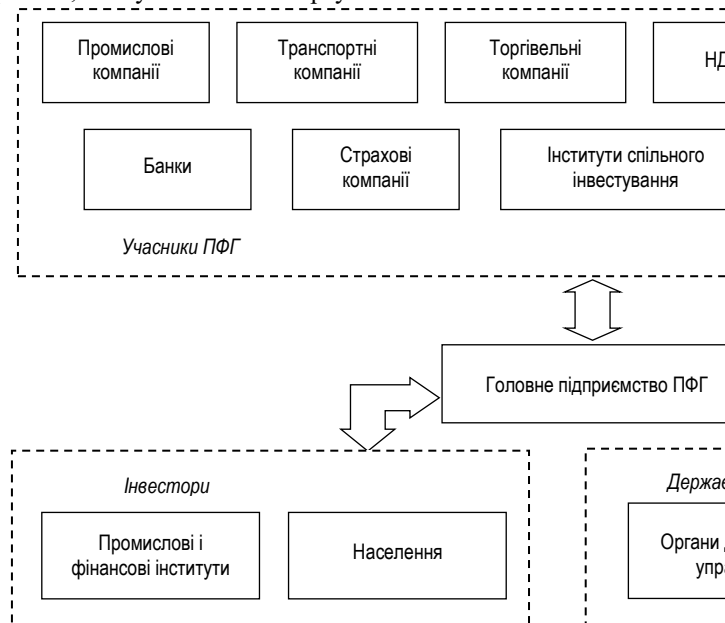 Промислові
компанії
Транспортні
компанії
Торгівельні
компанії
Банки
Страхові
компанії
Інститути спільного
інвестування
Учасники ПФГ
Головне підприємство ПФГ
Інвестори
Промислові і
фінансові інститути
Населення
Органи